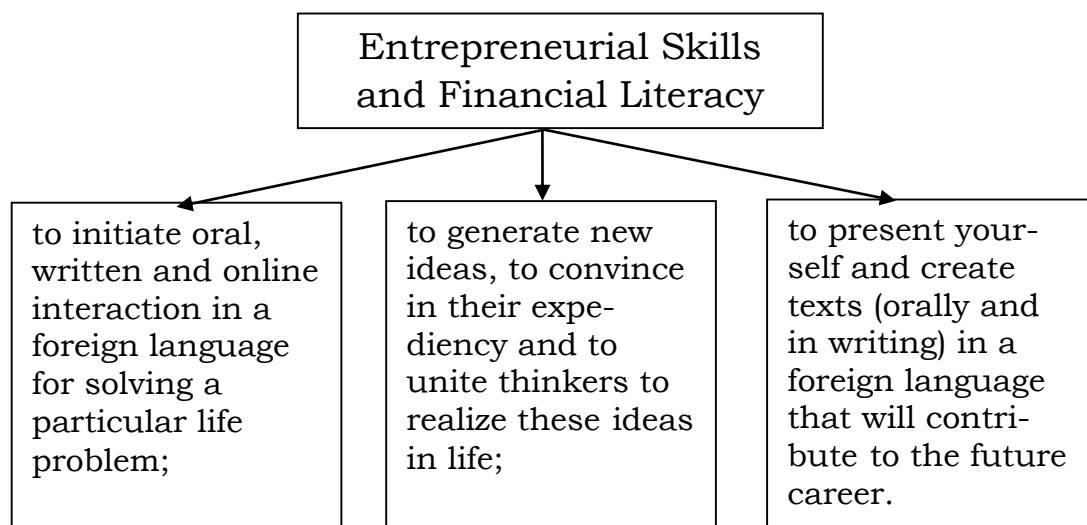 Entrepreneurial Skills
and Financial Literacy
to initiate oral,
written and online
interaction in a
foreign language
for solving a
particular life
problem;
to generate new
ideas, to convince
in their expe-
diency and to
unite thinkers to
realize these ideas
in life;
to present your-
self and create
texts (orally and
in writing) in a
foreign language
that will contri-
bute to the future
career.